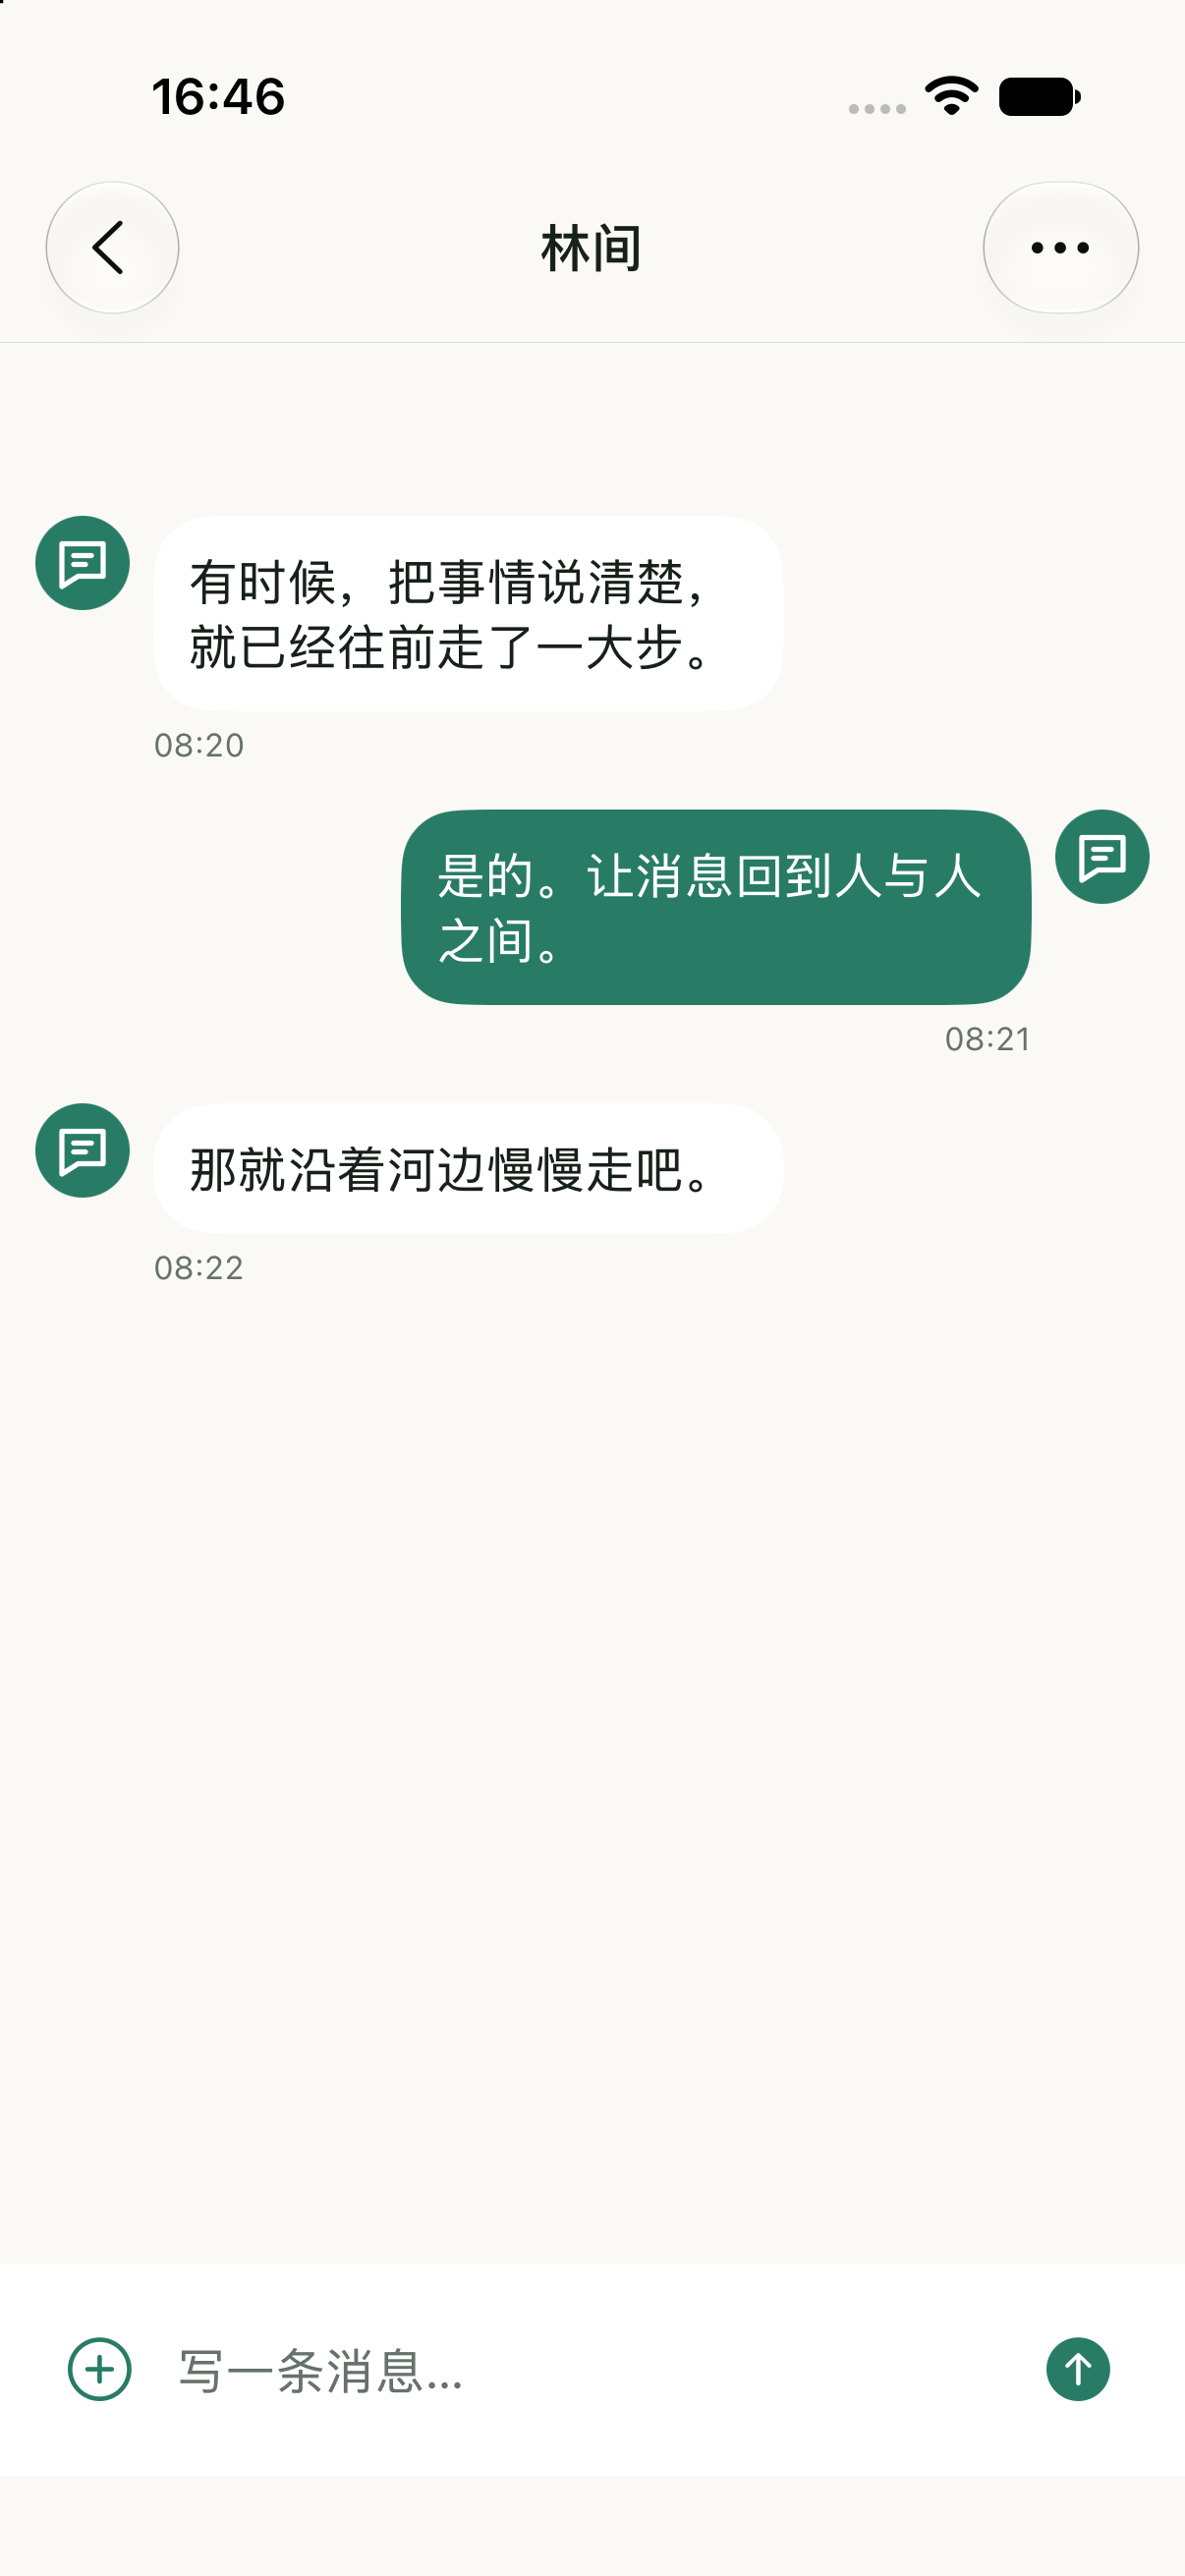 16:46
林间
有时候，把事情说清楚，
就已经往前走了一大步。
08:20
是的。让消息回到人与人
之间。
08:21
那就沿着河边慢慢走吧。
08:22
写一条消息...